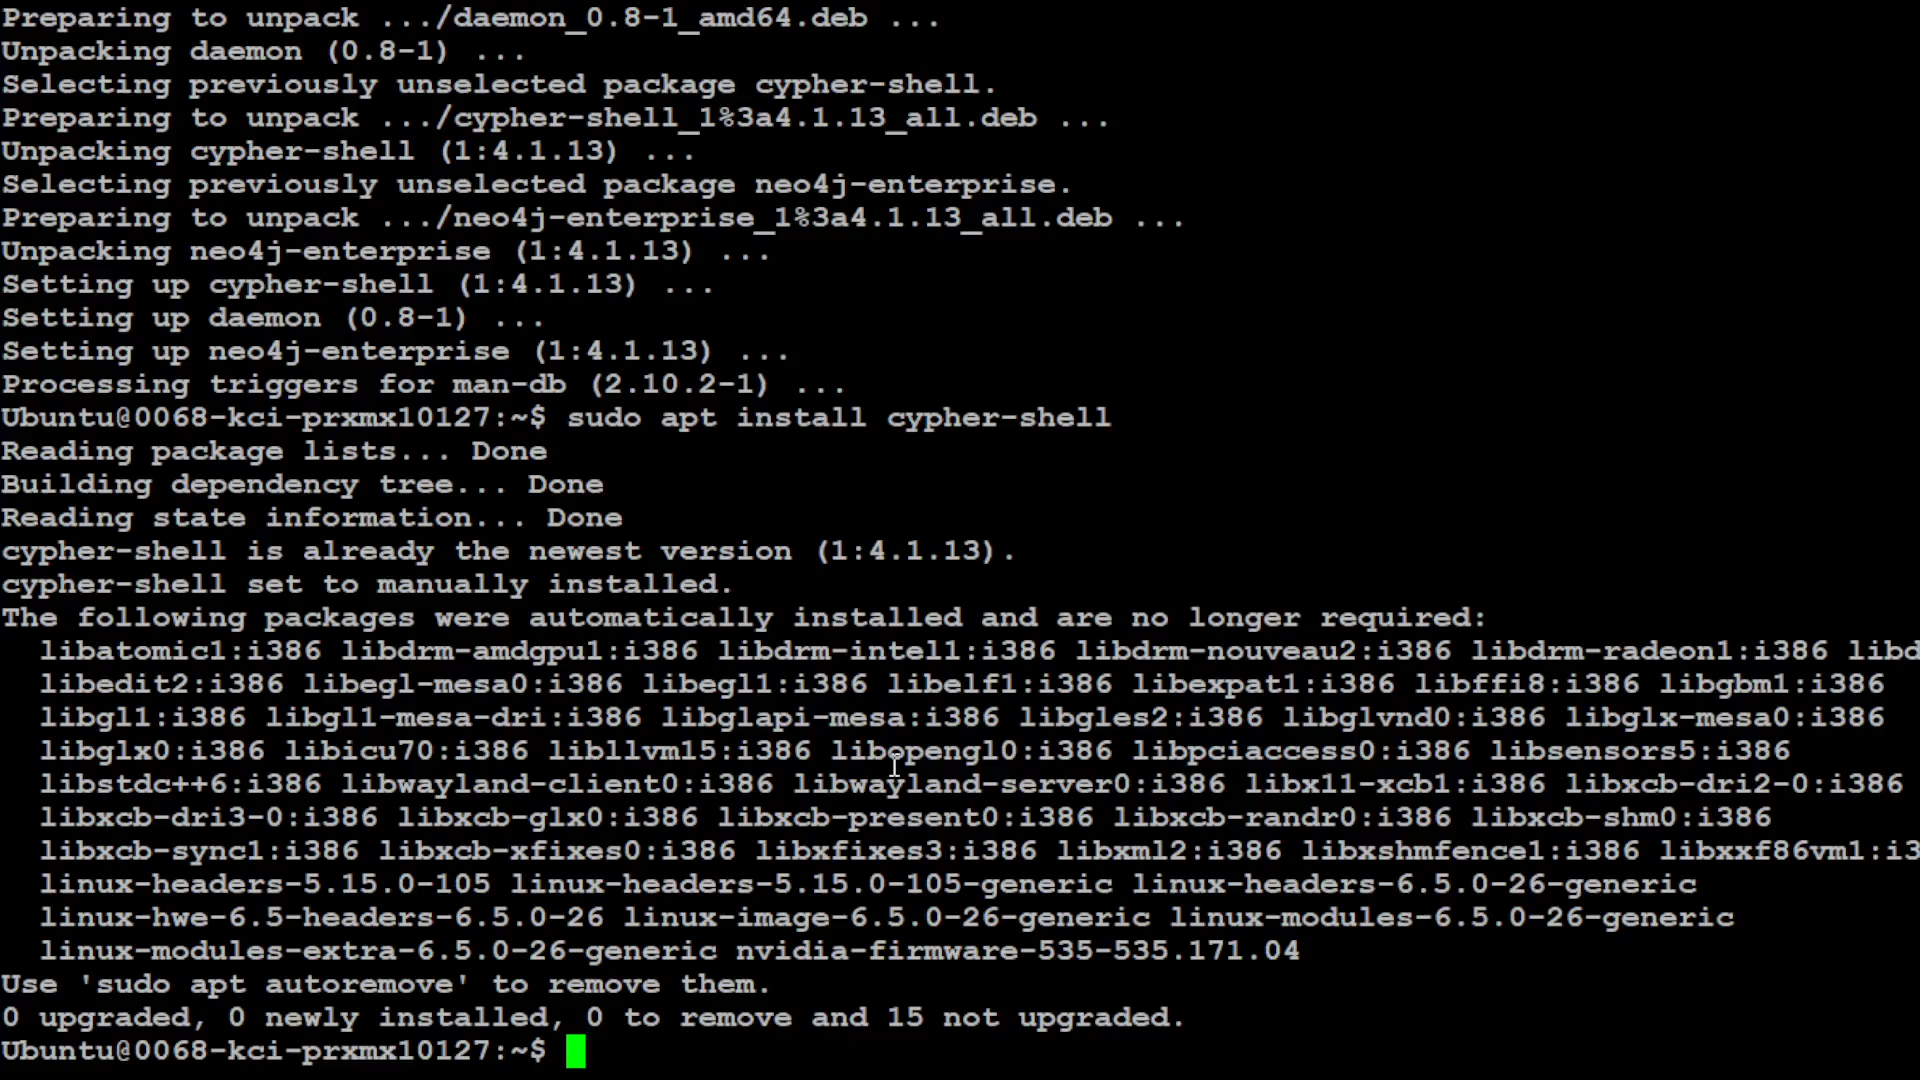 Preparing to unpack .../daemon_0.8-1_amd64.deb ...
Unpacking daemon (0.8-1) ...
Selecting previously unselected package cypher-shell.
Preparing to unpack .../cypher-shell_1%3a4.1.13_all.deb ...
Unpacking cypher-shell (1:4.1.13) ...
Selecting previously unselected package neo4j-enterprise.
Preparing to unpack .../neo4j-enterprise_1%3a4.1.13_all.deb ...
Unpacking neo4j-enterprise (1:4.1.13) ...
Setting up cypher-shell (1:4.1.13) ...
Setting up daemon (0.8-1) ...
Setting up neo4j-enterprise (1:4.1.13) ...
Processing triggers for man-db (2.10.2-1) ...
Ubuntu@0068-kci-prxmx10127:~$ sudo apt install cypher-shell
Reading package lists... Done
Building dependency tree... Done
Reading state information... Done
cypher-shell is already the newest version (1:4.1.13).
cypher-shell set to manually installed.
The following packages were automatically installed and are no longer required:
  libatomic1:i386 libdrm-amdgpu1:i386 libdrm-intel1:i386 libdrm-nouveau2:i386 libdrm-radeon1:i386 libd
  libedit2:i386 libegl-mesa0:i386 libegl1:i386 libelf1:i386 libexpat1:i386 libffi8:i386 libgbm1:i386
  libgl1:i386 libgl1-mesa-dri:i386 libglapi-mesa:i386 libgles2:i386 libglvnd0:i386 libglx-mesa0:i386
  libglx0:i386 libicu70:i386 libllvm15:i386 libopengl0:i386 libpciaccess0:i386 libsensors5:i386
  libstdc++6:i386 libwayland-client0:i386 libwayland-server0:i386 libx11-xcb1:i386 libxcb-dri2-0:i386
  libxcb-dri3-0:i386 libxcb-glx0:i386 libxcb-present0:i386 libxcb-randr0:i386 libxcb-shm0:i386
  libxcb-sync1:i386 libxcb-xfixes0:i386 libxfixes3:i386 libxml2:i386 libxshmfence1:i386 libxxf86vm1:i3
  linux-headers-5.15.0-105 linux-headers-5.15.0-105-generic linux-headers-6.5.0-26-generic
  linux-hwe-6.5-headers-6.5.0-26 linux-image-6.5.0-26-generic linux-modules-6.5.0-26-generic
  linux-modules-extra-6.5.0-26-generic nvidia-firmware-535-535.171.04
Use 'sudo apt autoremove' to remove them.
0 upgraded, 0 newly installed, 0 to remove and 15 not upgraded.
Ubuntu@0068-kci-prxmx10127:~$